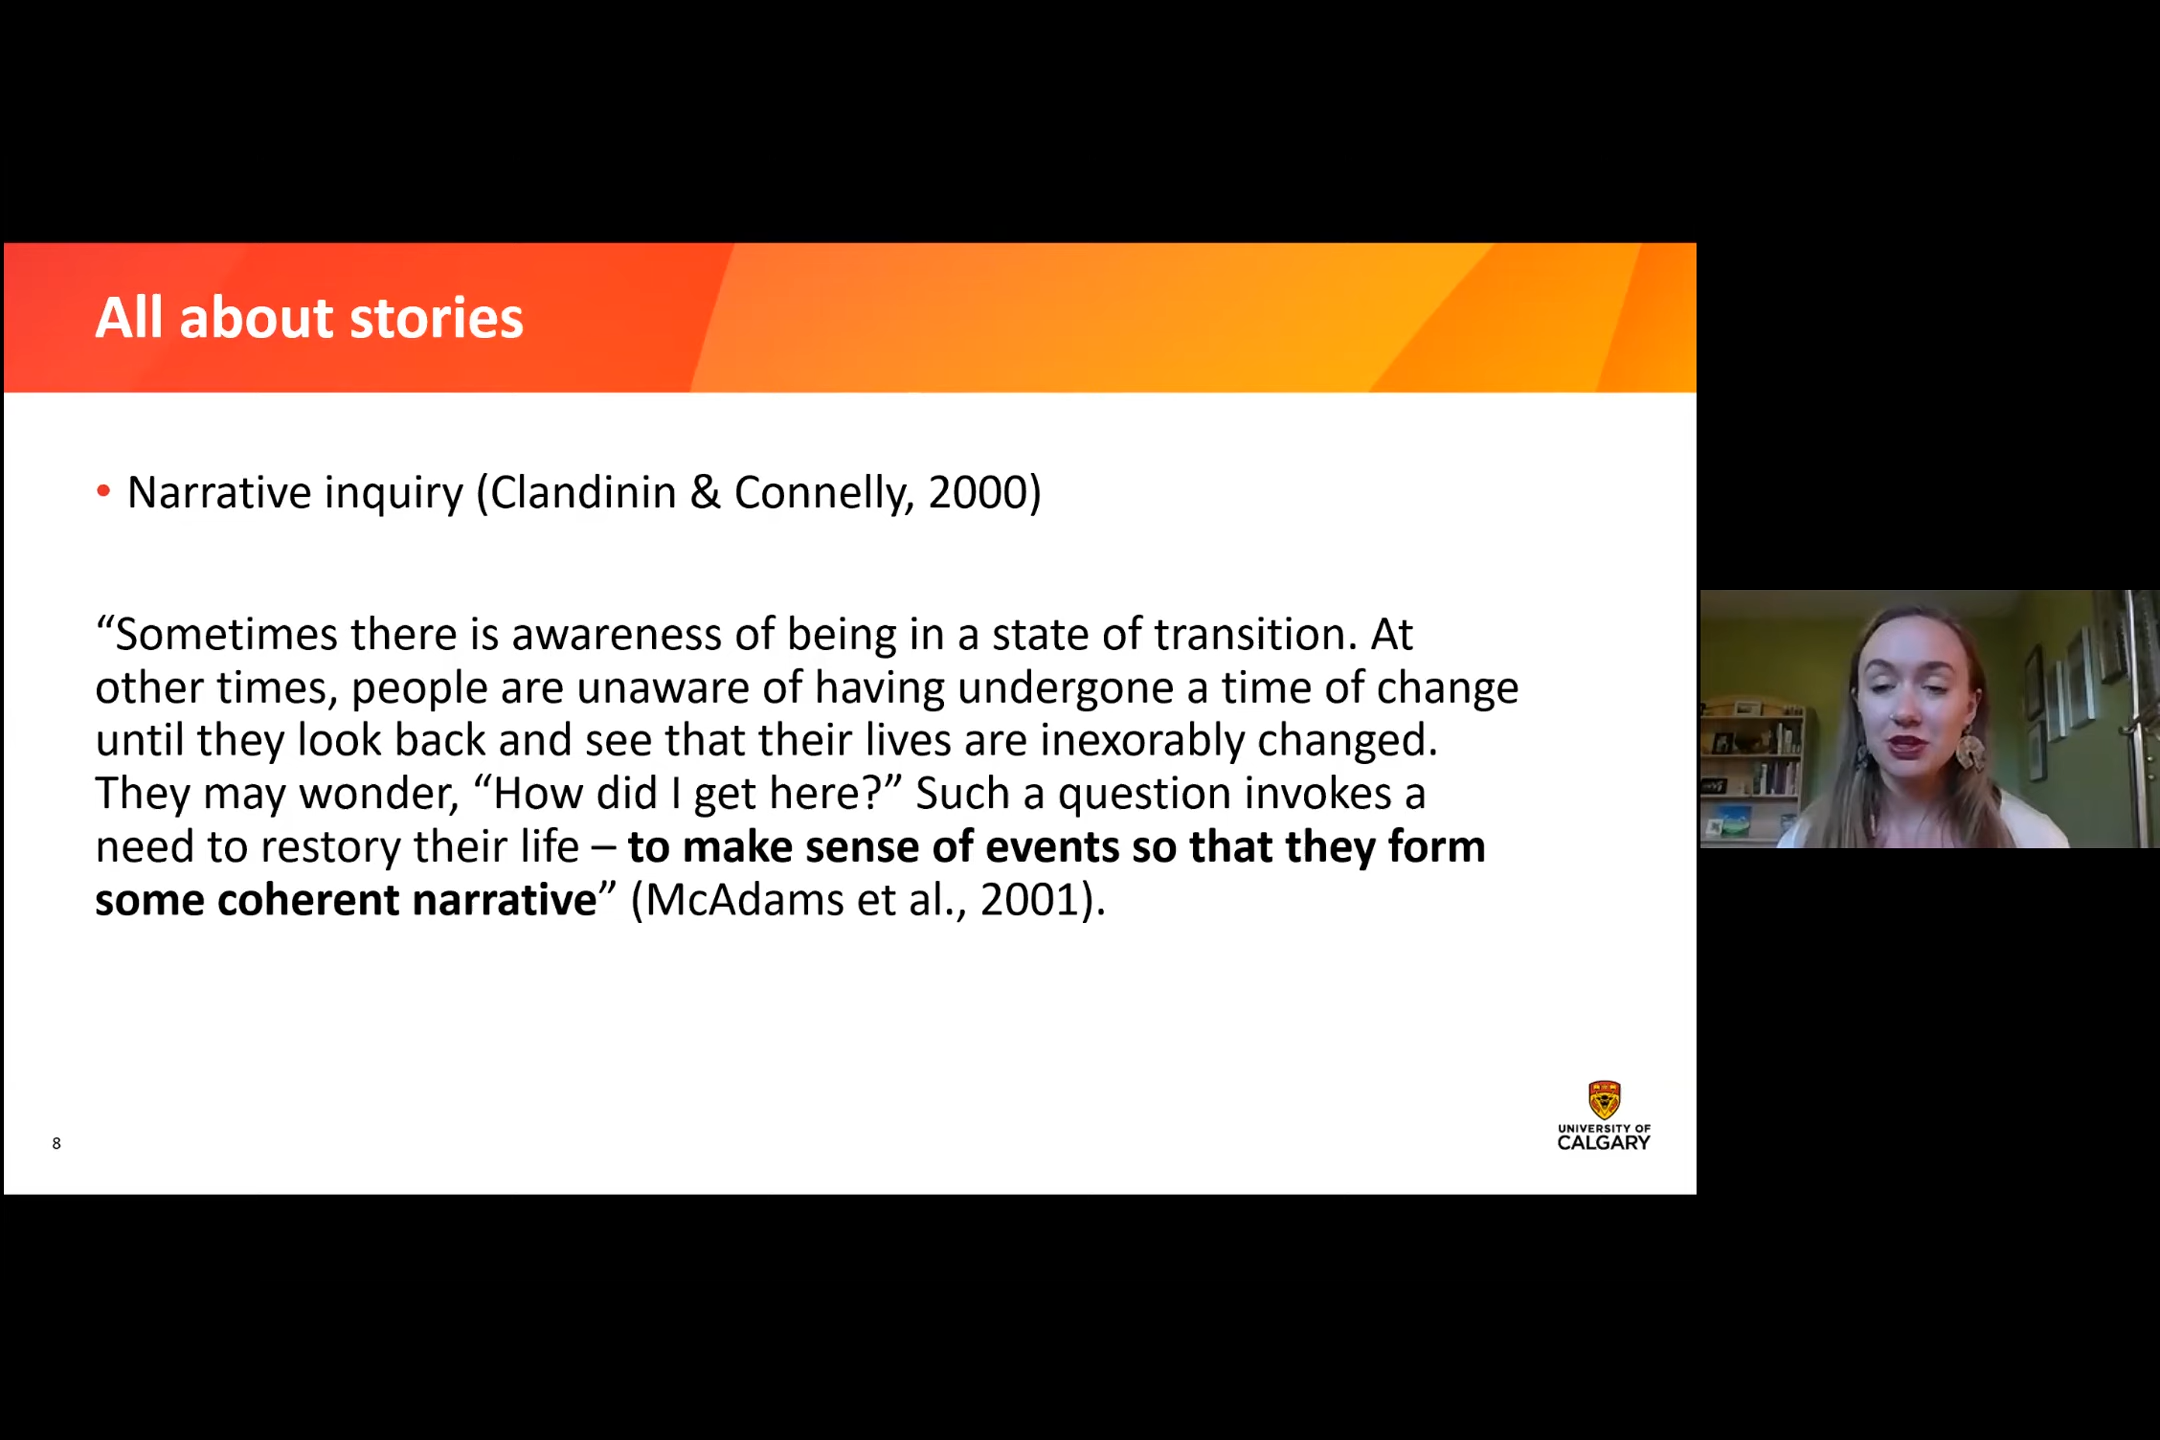 All about stories
• Narrative inquiry (Clandinin & Connelly, 2000)
“Sometimes there is awareness of being in a state of transition. At
other times, people are unaware of having undergone a time of change
until they look back and see that their lives are inexorably changed.
They may wonder, “How did I get here?” Such a question invokes a
need to restory their life – to make sense of events so that they form
some coherent narrative” (McAdams et al., 2001).
8
UNIVERSITY OF
CALGARY